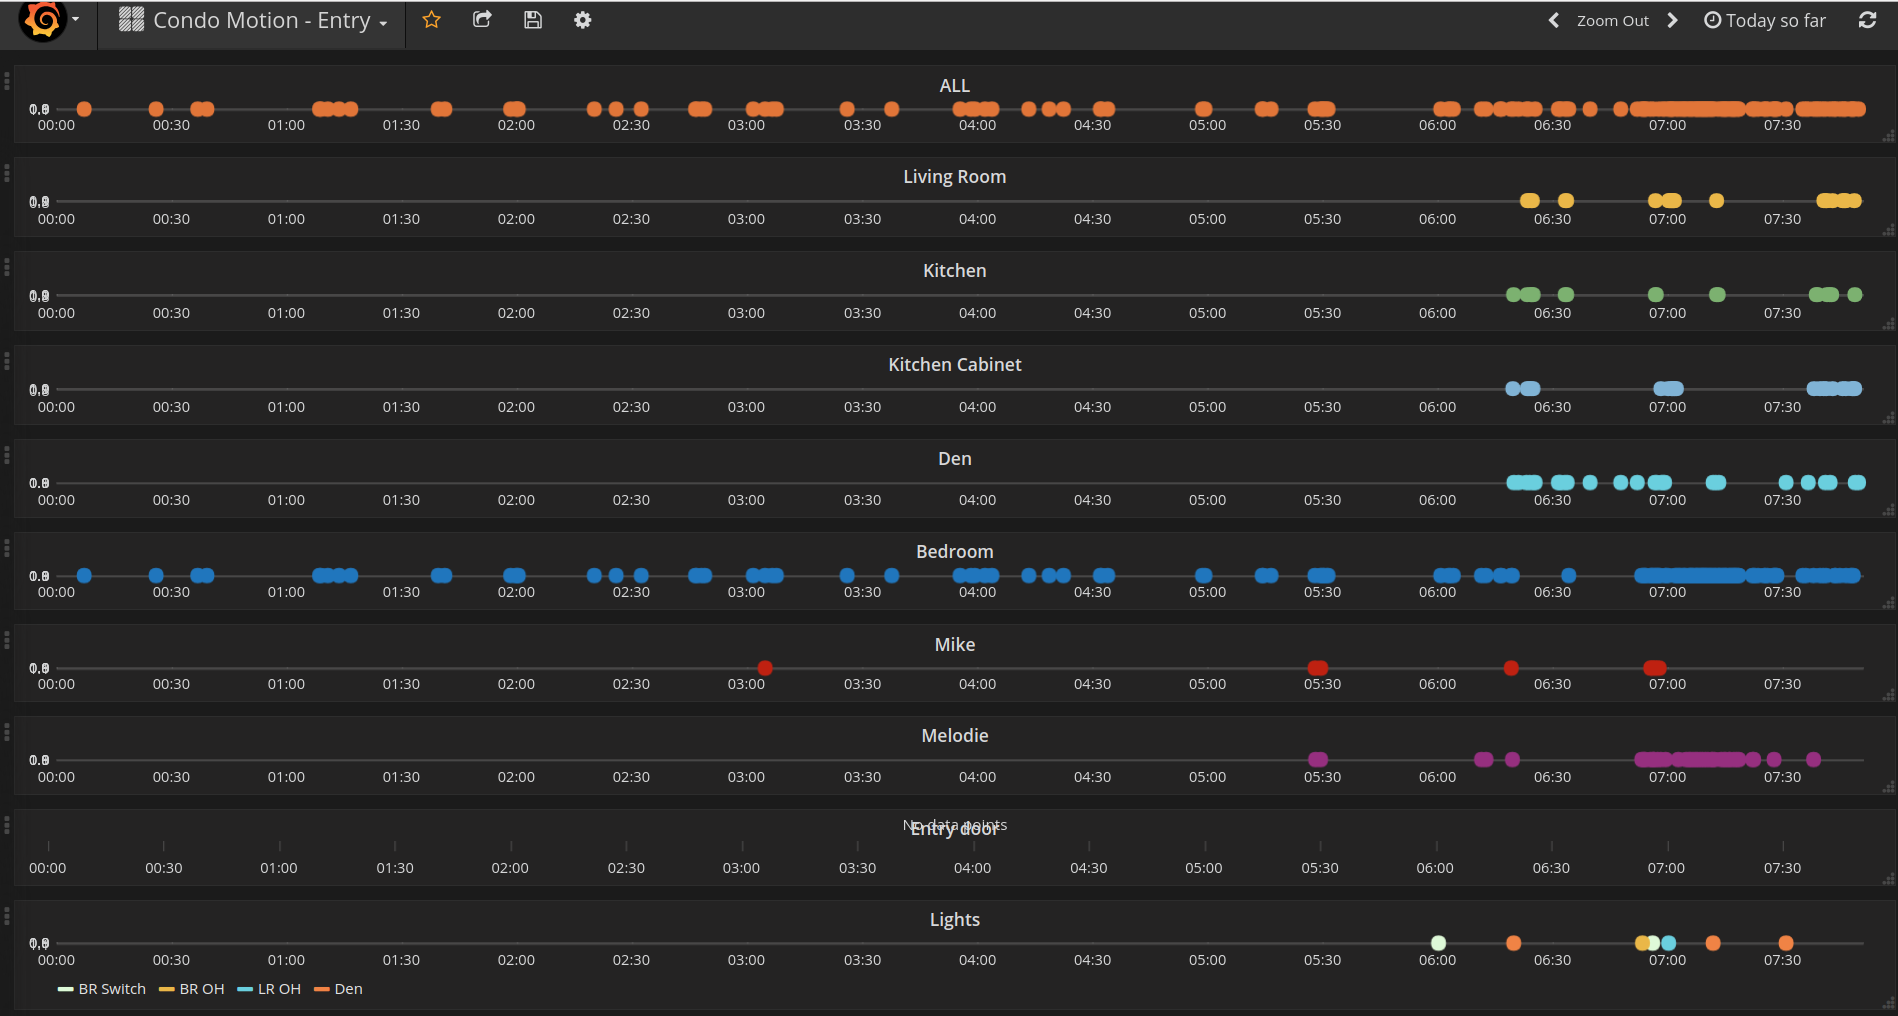 Condo Motion - Entry
Zoom Out
Today so far
ALL
00:00 00:30 01:00 01:30 02:00 02:30 03:00 03:30 04:00 04:30 05:00 05:30 06:00 06:30 07:00 07:30
Living Room
00:00 00:30 01:00 01:30 02:00 02:30 03:00 03:30 04:00 04:30 05:00 05:30 06:00 06:30 07:00 07:30
Kitchen
00:00 00:30 01:00 01:30 02:00 02:30 03:00 03:30 04:00 04:30 05:00 05:30 06:00 06:30 07:00 07:30
Kitchen Cabinet
00:00 00:30 01:00 01:30 02:00 02:30 03:00 03:30 04:00 04:30 05:00 05:30 06:00 06:30 07:00 07:30
Den
00:00 00:30 01:00 01:30 02:00 02:30 03:00 03:30 04:00 04:30 05:00 05:30 06:00 06:30 07:00 07:30
Bedroom
00:00 00:30 01:00 01:30 02:00 02:30 03:00 03:30 04:00 04:30 05:00 05:30 06:00 06:30 07:00 07:30
Mike
00:00 00:30 01:00 01:30 02:00 02:30 03:00 03:30 04:00 04:30 05:00 05:30 06:00 06:30 07:00 07:30
Melodie
00:00 00:30 01:00 01:30 02:00 02:30 03:00 03:30 04:00 04:30 05:00 05:30 06:00 06:30 07:00 07:30
No data points
Entry door
00:00 00:30 01:00 01:30 02:00 02:30 03:00 03:30 04:00 04:30 05:00 05:30 06:00 06:30 07:00 07:30
Lights
00:00 00:30 01:00 01:30 02:00 02:30 03:00 03:30 04:00 04:30 05:00 05:30 06:00 06:30 07:00 07:30
BR Switch BR OH LR OH Den